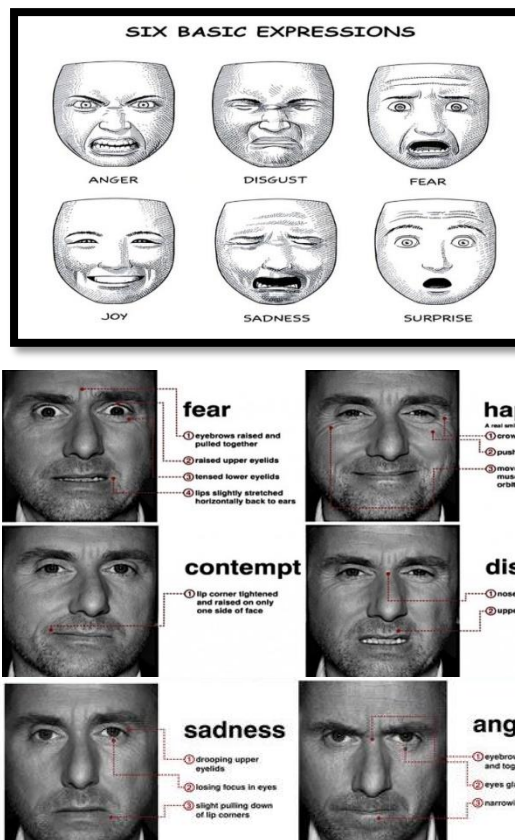 SIX BASIC EXPRESSIONS
ANGER
DISGUST
FEAR
JOY
SADNESS
SURPRISE
fear
1 eyebrows raised and
pulled together
2 raised upper eyelids
3 tensed lower eyelids
4 lips slightly stretched
horizontally back to ears
contempt
1 lip corner tightened
and raised on only
one side of face
1 nose
sadness
1 drooping upper
eyelids
2 losing focus in eyes
3 slight pulling down
of lip corners